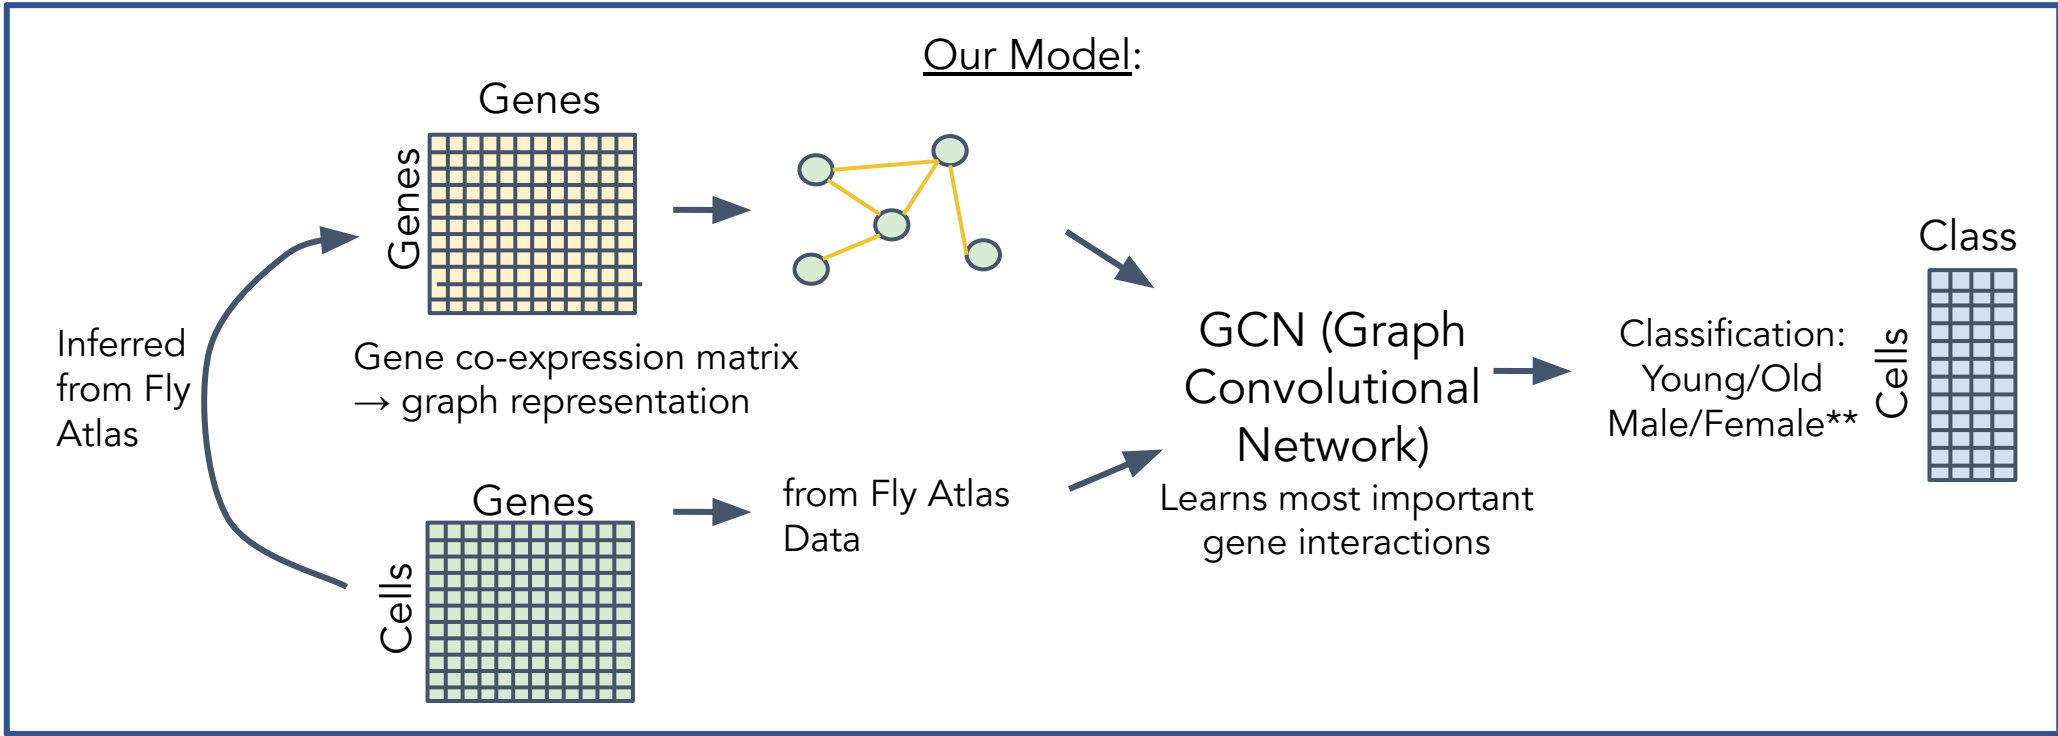 Our Model:
Genes
Genes
Inferred
from Fly
Atlas
Gene co-expression matrix
→ graph representation
Genes
Cells
from Fly Atlas
Data
GCN (Graph
Convolutional
Network)
Learns most important
gene interactions
Classification:
Young/Old
Male/Female**
Class
Cells